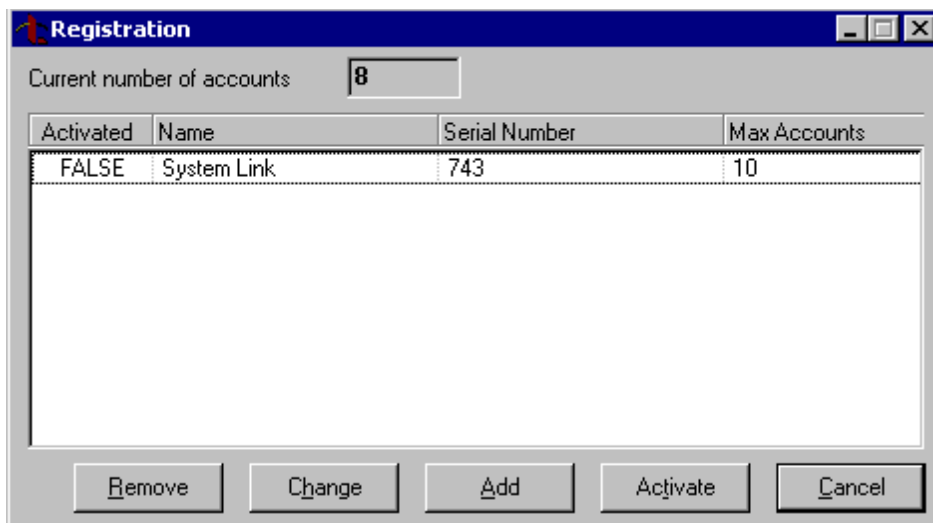 Registration
Current number of accounts 8
Activated Name Serial Number Max Accounts
FALSE System Link 743 10
Remove Change Add Activate Cancel